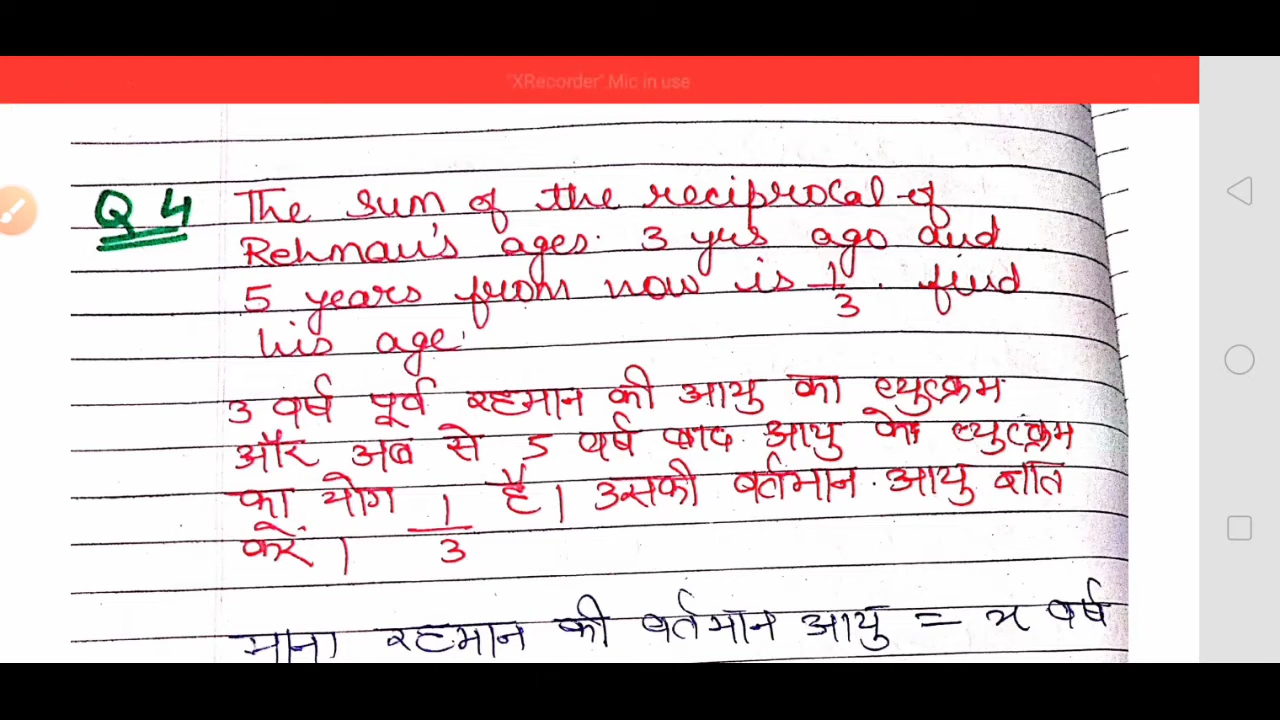 "XRecorder" Mic in use
Q 4 The sum of the reciprocal of
Rehman's ages. 3 yrs ago and
5 years from now is 1/3. find
his age.
3 वर्ष पूर्व रहमान की आयु का व्युत्क्रम
और अब से 5 वर्ष बाद आयु के व्युत्क्रम
का योग 1/3 है। उसकी वर्तमान आयु ज्ञात
करें।
माना रहमान की वर्तमान आयु = x वर्ष